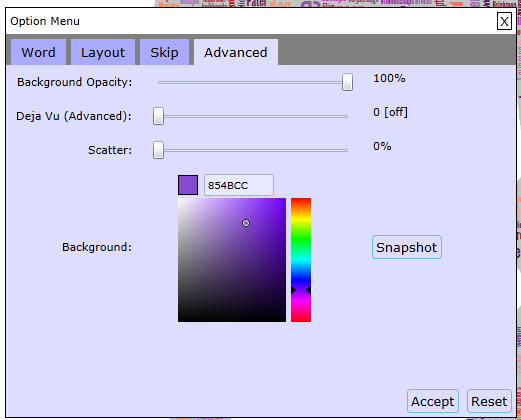 Option Menu X
Word Layout Skip Advanced
Background Opacity: 100%
Deja Vu (Advanced): 0 [off]
Scatter: 0%
854BCC
Background: Snapshot
Accept Reset